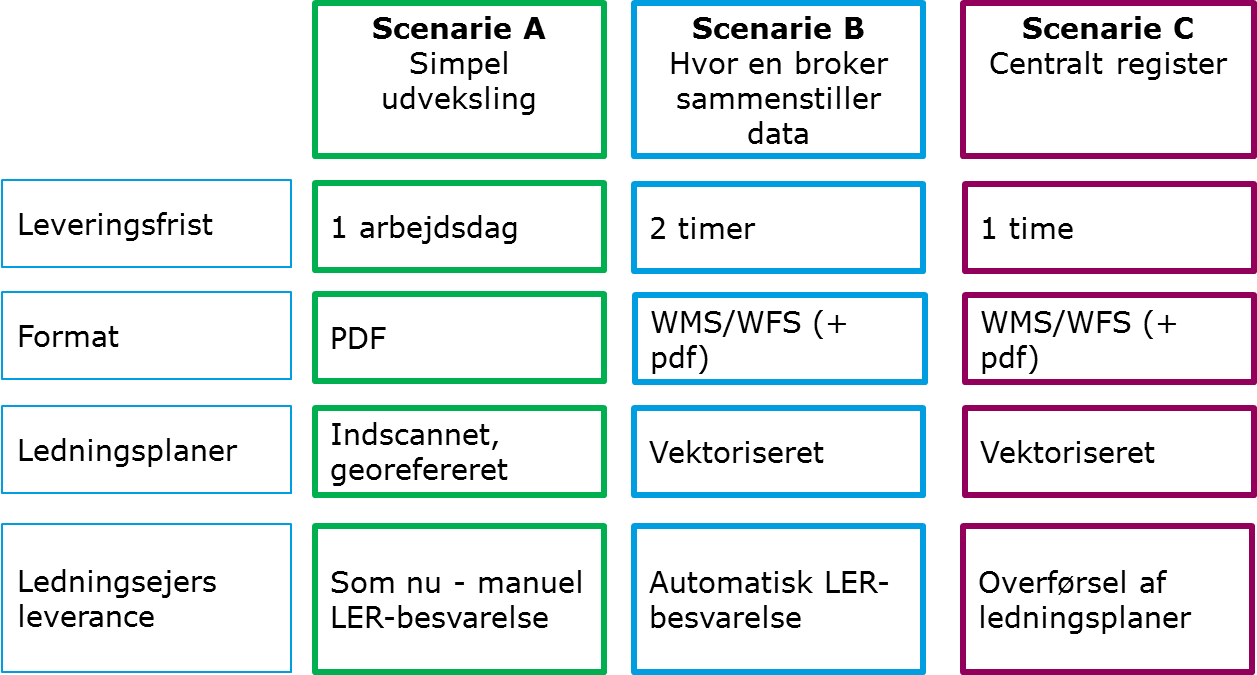 Scenarie A
Simpel
udveksling
Scenarie B
Hvor en broker
sammenstiller
data
Scenarie C
Centralt register
Leveringsfrist
1 arbejdsdag
2 timer
1 time
Format
PDF
WMS/WFS (+
pdf)
WMS/WFS (+
pdf)
Ledningsplaner
Indscannet,
georefereret
Vektoriseret
Vektoriseret
Ledningsejers
leverance
Som nu - manuel
LER-besvarelse
Automatisk LER-
besvarelse
Overførsel af
ledningsplaner